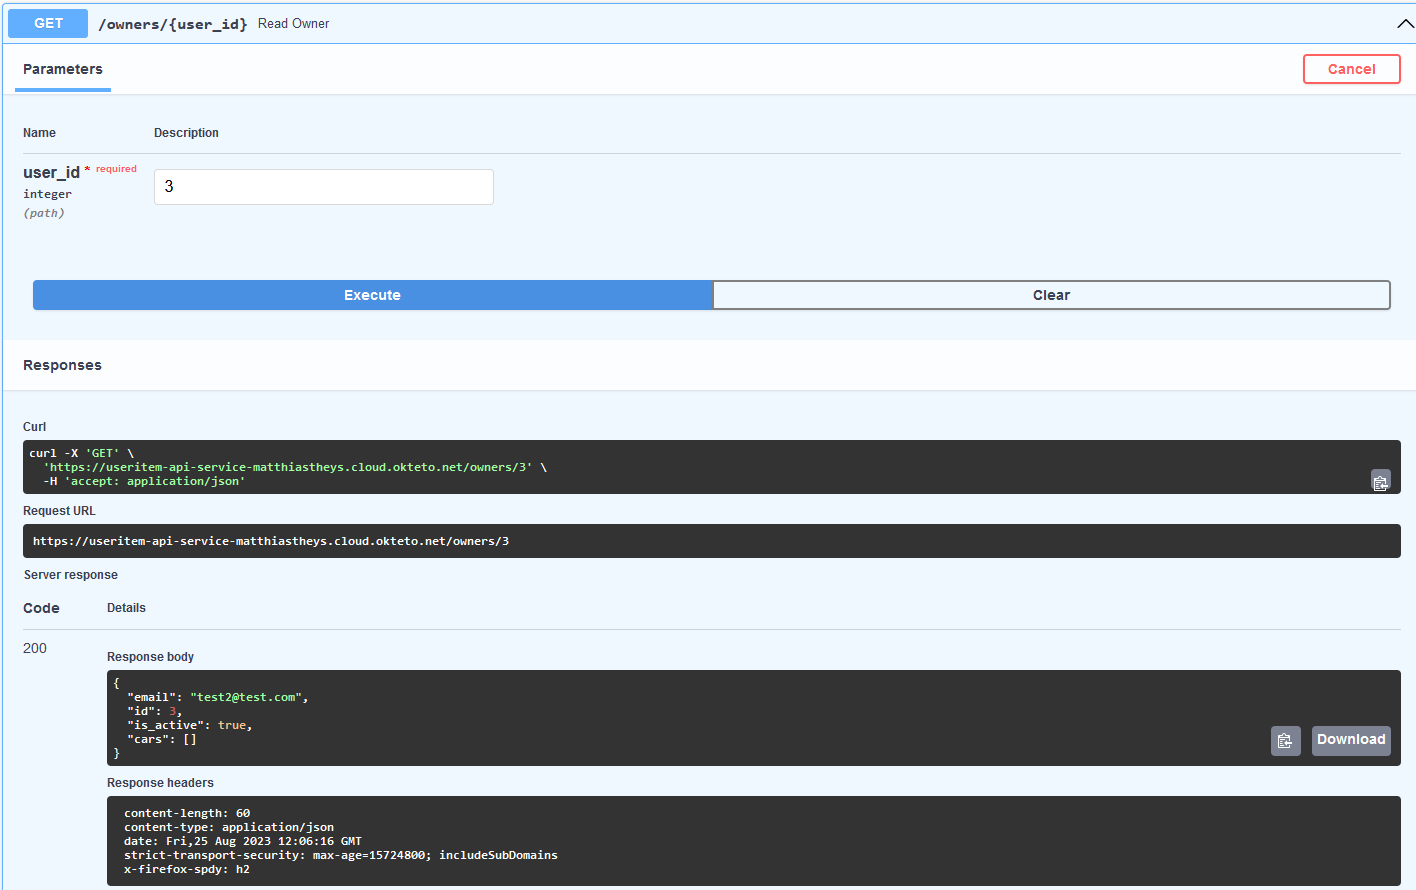 GET /owners/{user_id} Read Owner
Parameters
Cancel
Name Description
user_id * required
integer
(path)
3
Execute Clear
Responses
Curl
curl -X 'GET' \
  'https://useritem-api-service-matthiastheys.cloud.okteto.net/owners/3' \
  -H 'accept: application/json'
Request URL
https://useritem-api-service-matthiastheys.cloud.okteto.net/owners/3
Server response
Code Details
200
Response body
{
  "email": "test2@test.com",
  "id": 3,
  "is_active": true,
  "cars": []
}
Download
Response headers
content-length: 60
content-type: application/json
date: Fri,25 Aug 2023 12:06:16 GMT
strict-transport-security: max-age=15724800; includeSubDomains
x-firefox-spdy: h2